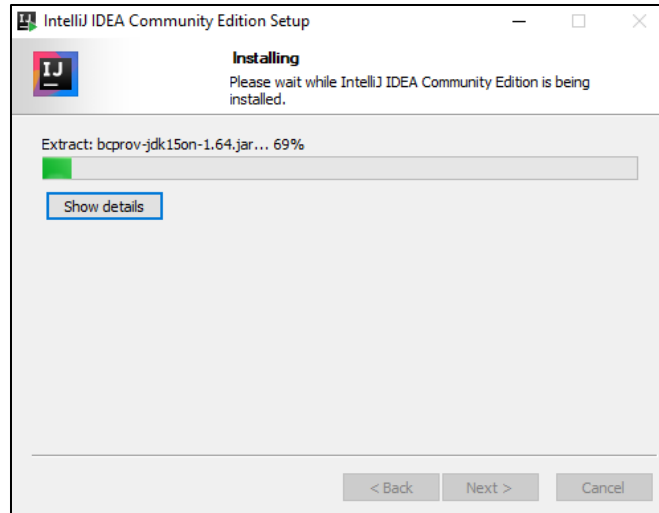 IntelliJ IDEA Community Edition Setup
IJ
Installing
Please wait while IntelliJ IDEA Community Edition is being
installed.
Extract: bcprov-jdk15on-1.64.jar... 69%
Show details
< Back
Next >
Cancel